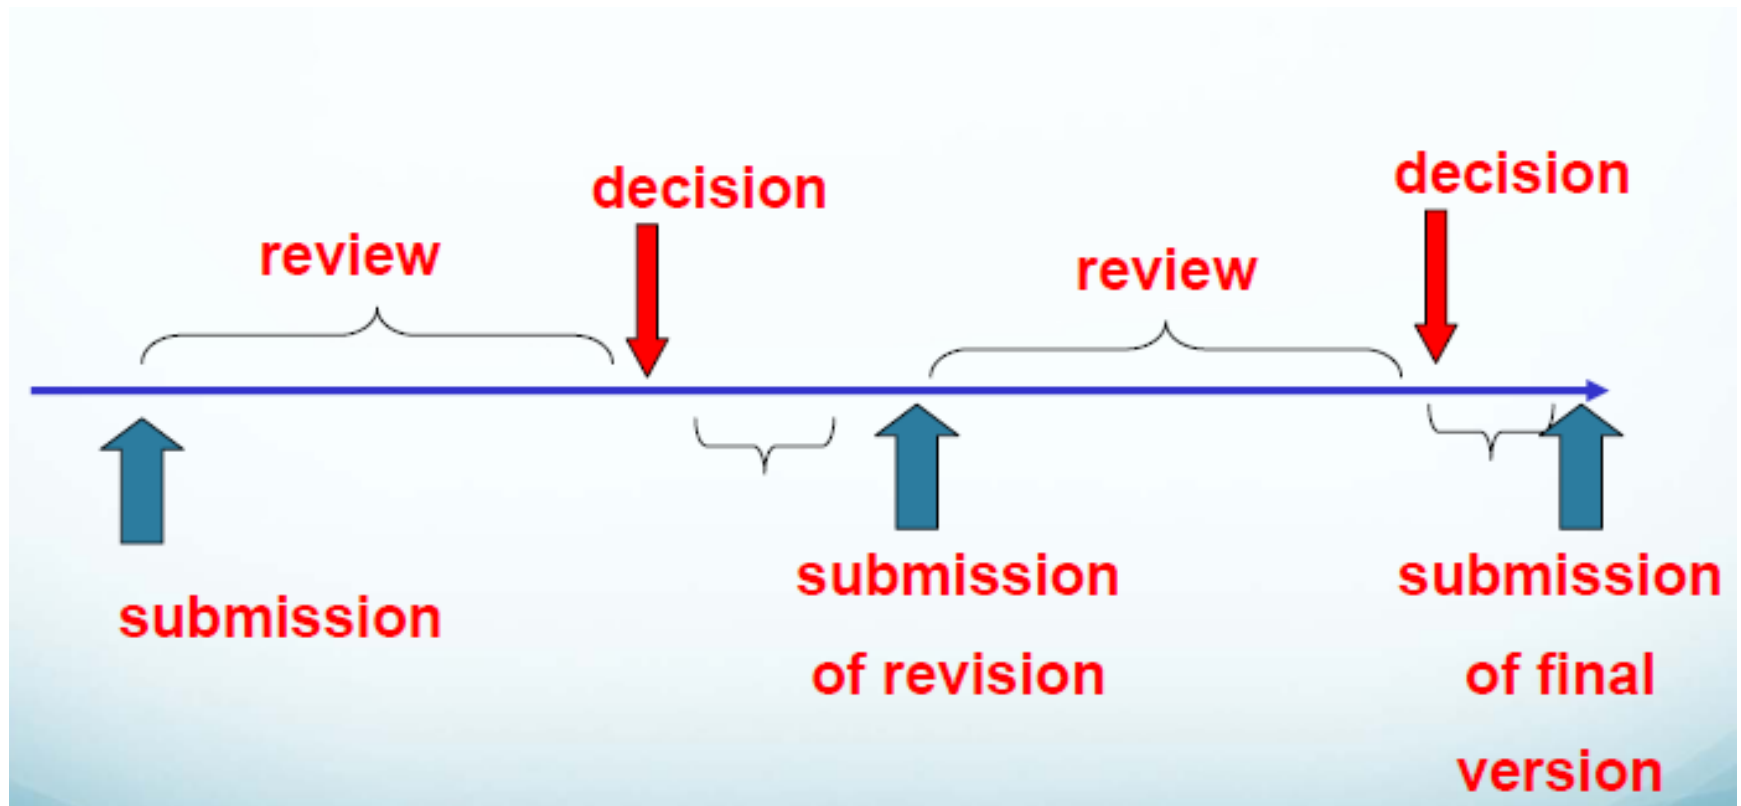 decision
decision
review
review
submission
submission
of revision
submission
of final
version